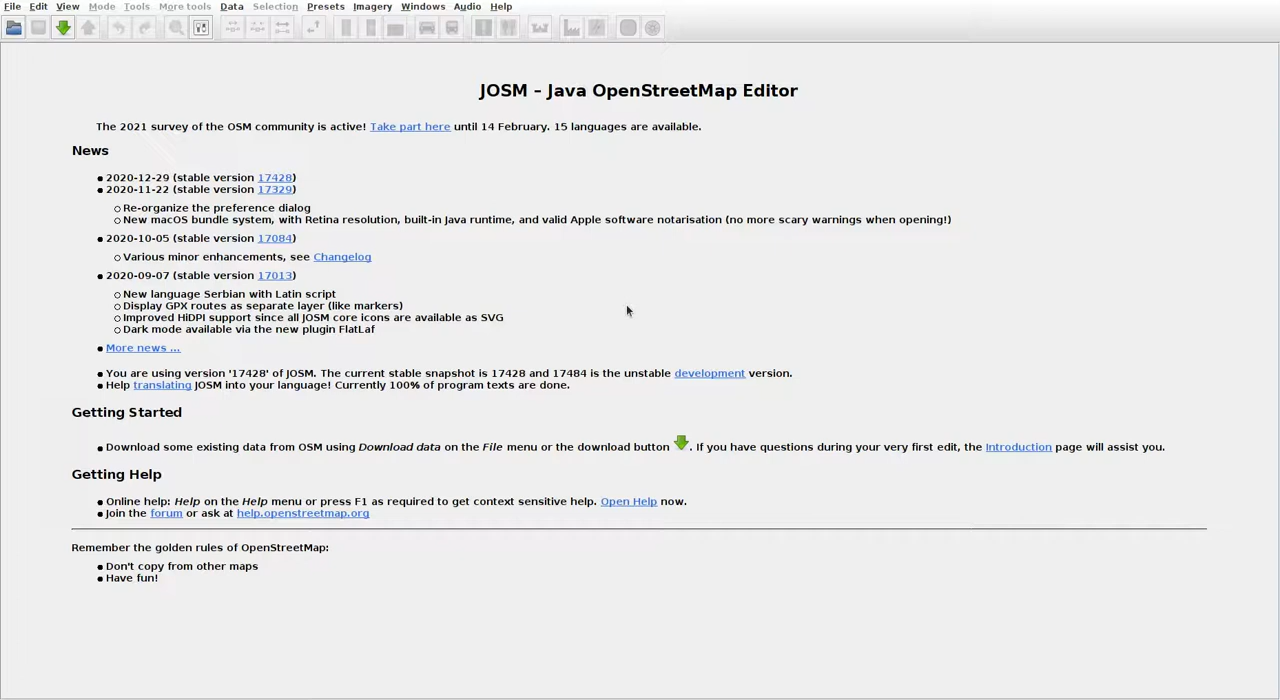 File Edit View Mode Tools More tools Data Selection Presets Imagery Windows Audio Help
JOSM – Java OpenStreetMap Editor
The 2021 survey of the OSM community is active! Take part here until 14 February. 15 languages are available.
News
2020-12-29 (stable version 17428)
2020-11-22 (stable version 17329)
Re-organize the preference dialog
New macOS bundle system, with Retina resolution, built-in Java runtime, and valid Apple software notarisation (no more scary warnings when opening!)
2020-10-05 (stable version 17084)
Various minor enhancements, see Changelog
2020-09-07 (stable version 17013)
New language Serbian with Latin script
Display GPX routes as separate layer (like markers)
Improved HiDPI support since all JOSM core icons are available as SVG
Dark mode available via the new plugin FlatLaf
More news ...
You are using version '17428' of JOSM. The current stable snapshot is 17428 and 17484 is the unstable development version.
Help translating JOSM into your language! Currently 100% of program texts are done.
Getting Started
Download some existing data from OSM using Download data on the File menu or the download button . If you have questions during your very first edit, the Introduction page will assist you.
Getting Help
Online help: Help on the Help menu or press F1 as required to get context sensitive help. Open Help now.
Join the forum or ask at help.openstreetmap.org
Remember the golden rules of OpenStreetMap:
Don't copy from other maps
Have fun!